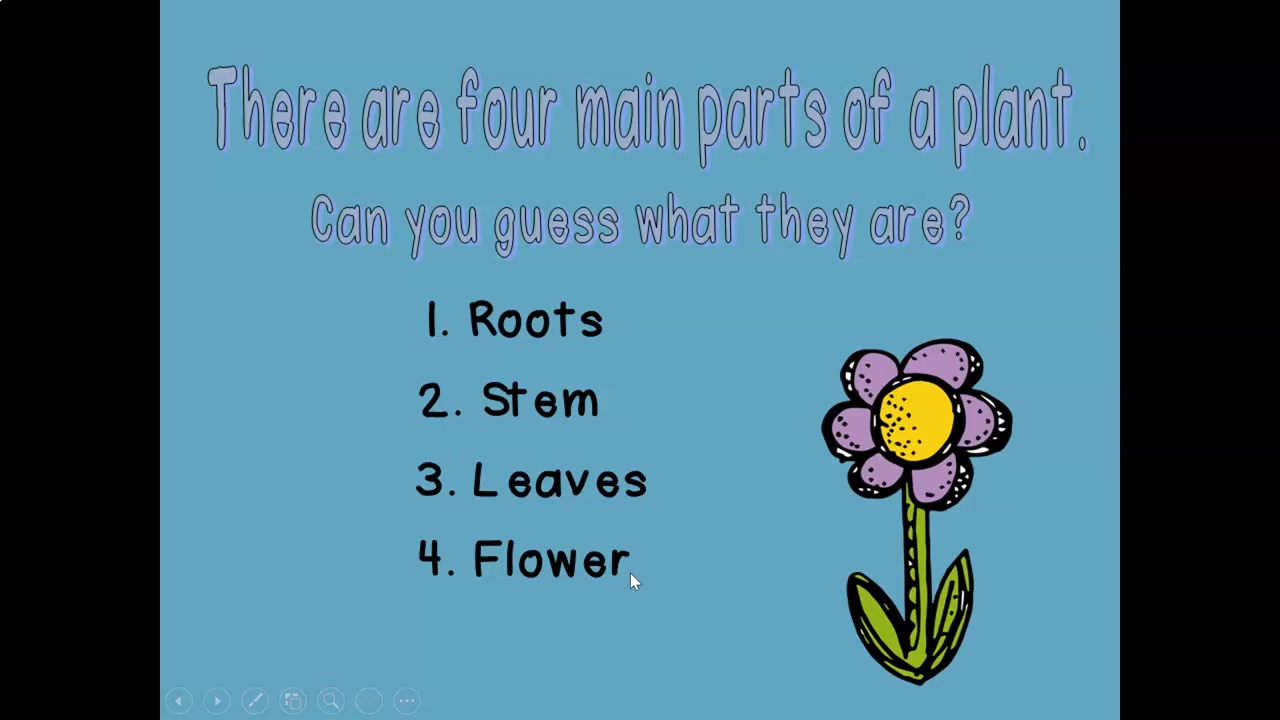 There are four main parts of a plant.
Can you guess what they are?
1. Roots
2. Stem
3. Leaves
4. Flower